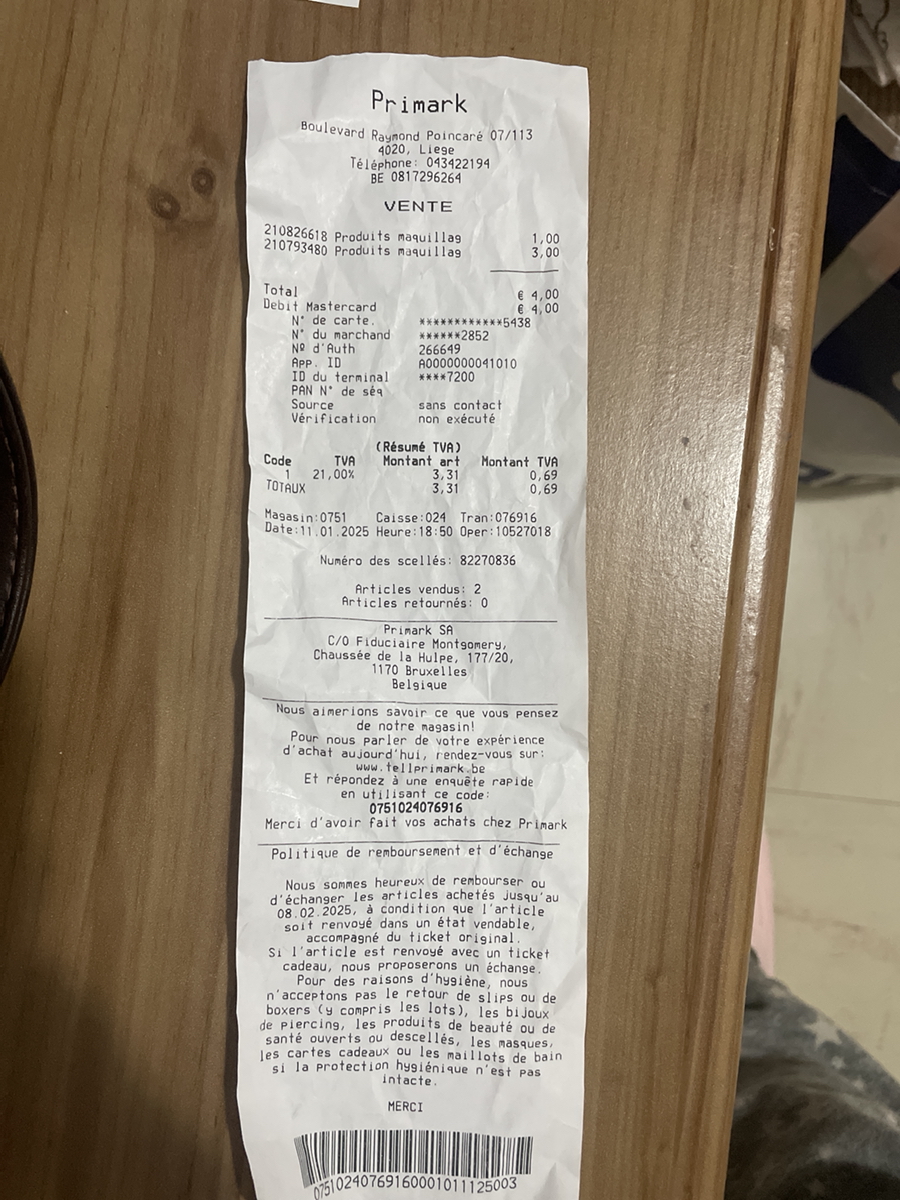 Primark
Boulevard Raymond Poincaré 07/113
4020, Liege
Téléphone: 043422194
BE 0817296264
VENTE
210826618 Produits maquillag 1,00
210793480 Produits maquillag 3,00
Total € 4,00
Debit Mastercard € 4,00
N° de carte. ************5438
N° du marchand ******2852
Nº d'Auth 266649
App. ID A0000000041010
ID du terminal ****7200
PAN N° de séq
Source sans contact
Vérification non exécuté
(Résumé TVA)
Code TVA Montant art Montant TVA
1 21,00% 3,31 0,69
TOTAUX 3,31 0,69
Magasin:0751 Caisse:024 Tran:076916
Date:11.01.2025 Heure:18:50 Oper:10527018
Numéro des scellés: 82270836
Articles vendus: 2
Articles retournés: 0
Primark SA
C/O Fiduciaire Montgomery,
Chaussée de la Hulpe, 177/20,
1170 Bruxelles
Belgique
Nous aimerions savoir ce que vous pensez
de notre magasin!
Pour nous parler de votre expérience
d'achat aujourd'hui, rendez-vous sur:
www.tellprimark.be
Et répondez à une enquête rapide
en utilisant ce code:
0751024076916
Merci d'avoir fait vos achats chez Primark
Politique de remboursement et d'échange
Nous sommes heureux de rembourser ou
d'échanger les articles achetés jusqu'au
08.02.2025, à condition que l'article
soit renvoyé dans un état vendable,
accompagné du ticket original.
Si l'article est renvoyé avec un ticket
cadeau, nous proposerons un échange.
Pour des raisons d'hygiène, nous
n'acceptons pas le retour de slips ou de
boxers (y compris les lots), les bijoux
de piercing, les produits de beauté ou de
santé ouverts ou descellés, les masques,
les cartes cadeaux ou les maillots de bain
si la protection hygiénique n'est pas
intacte.
MERCI
0751024076916000101​1125003